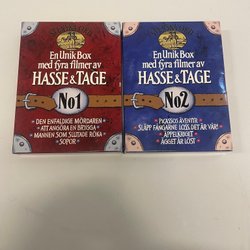 En Unik Box
med fyra filmer av
HASSE & TAGE
No1
• DEN ENFALDIGE MÖRDAREN
• ATT ANGÖRA EN BRYGGA
• MANNEN SOM SLUTADE RÖKA
• SOPOR •
En Unik Box
med fyra filmer av
HASSE & TAGE
No2
• PICASSOS ÄVENTYR
• SLÄPP FÅNGARNE LOSS, DET ÄR VÅR!
• ÄPPELKRIGET
• ÄGGET ÄR LÖST